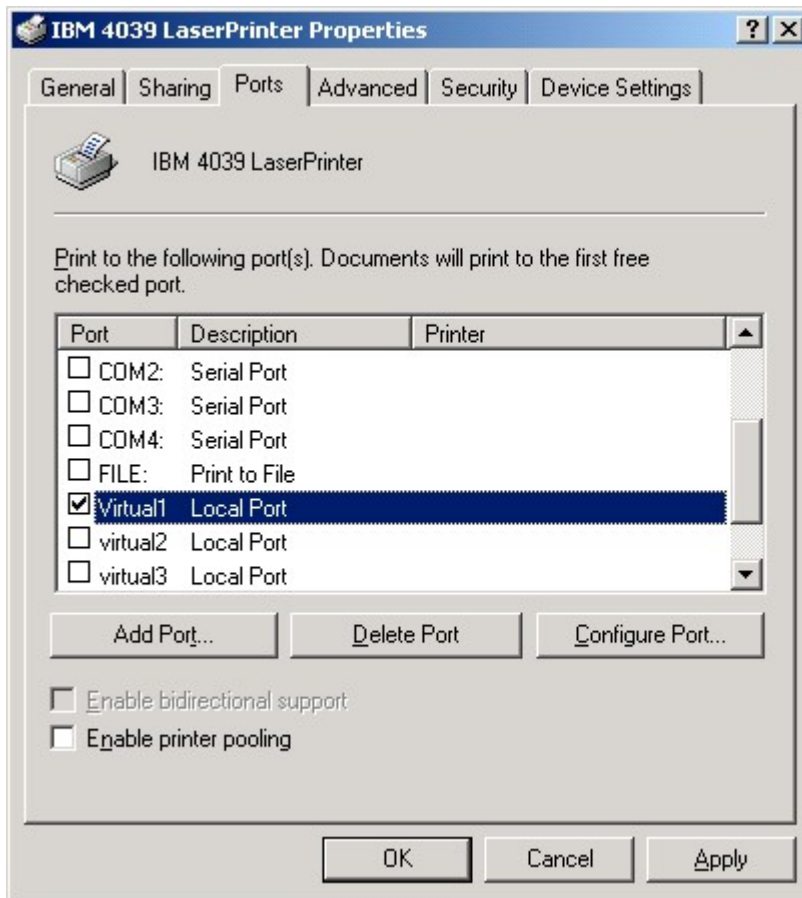 IBM 4039 LaserPrinter Properties
General Sharing Ports Advanced Security Device Settings
IBM 4039 LaserPrinter
Print to the following port(s). Documents will print to the first free
checked port.
Port Description Printer
COM2: Serial Port
COM3: Serial Port
COM4: Serial Port
FILE: Print to File
Virtual1 Local Port
virtual2 Local Port
virtual3 Local Port
Add Port... Delete Port Configure Port...
Enable bidirectional support
Enable printer pooling
OK Cancel Apply